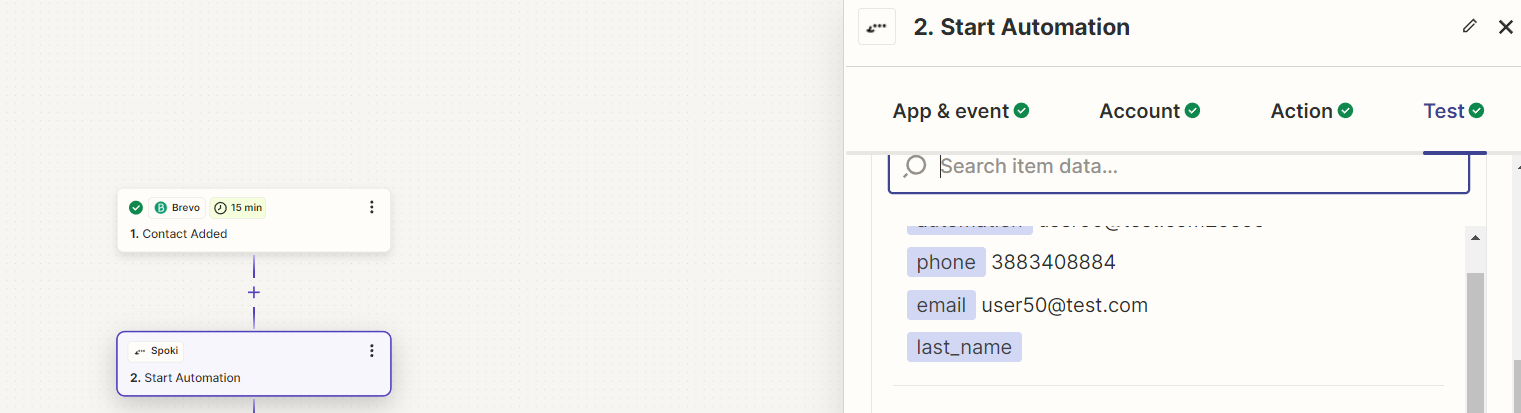 2. Start Automation
App & event
Account
Action
Test
Search item data...
phone 3883408884
email user50@test.com
last_name
Brevo
15 min
1. Contact Added
Spoki
2. Start Automation